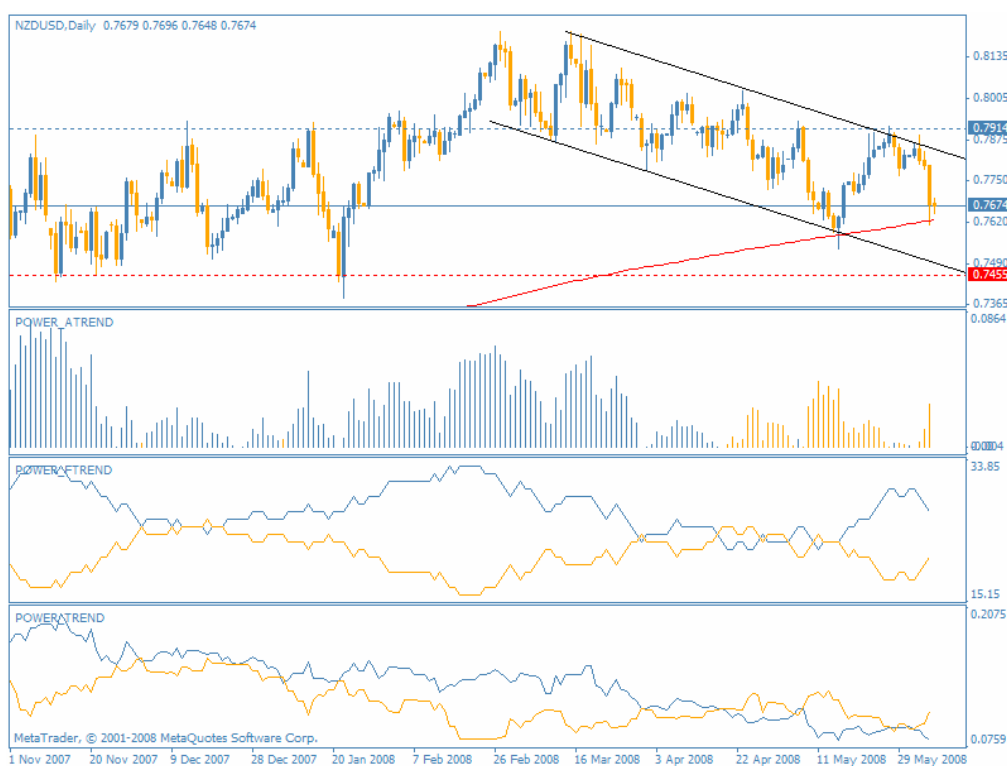 NZDUSD,Daily 0.7679 0.7696 0.7648 0.7674
0.8135
0.8005
0.7914
0.7875
0.7750
0.7674
0.7620
0.7490
0.7455
0.7365
POWER_ATREND
0.0864
POWER_FTREND
33.85
15.15
POWER_TREND
0.2075
MetaTrader, © 2001-2008 MetaQuotes Software Corp.
0.0759
1 Nov 2007 20 Nov 2007 9 Dec 2007 28 Dec 2007 20 Jan 2008 7 Feb 2008 26 Feb 2008 16 Mar 2008 3 Apr 2008 22 Apr 2008 11 May 2008 29 May 2008